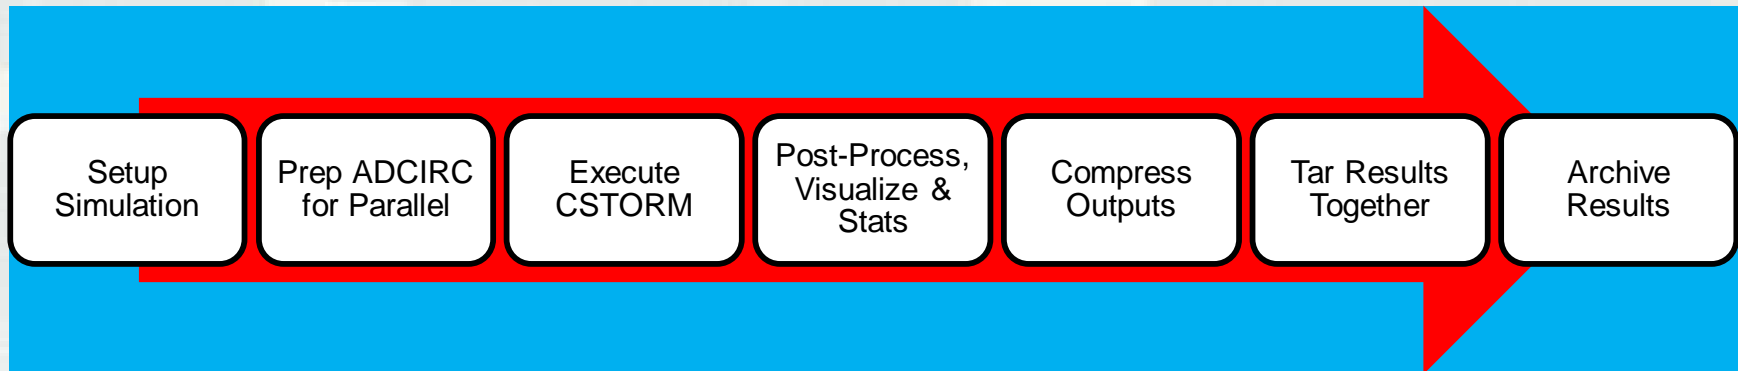 Setup
Simulation
Prep ADCIRC
for Parallel
Execute
CSTORM
Post-Process,
Visualize &
Stats
Compress
Outputs
Tar Results
Together
Archive
Results